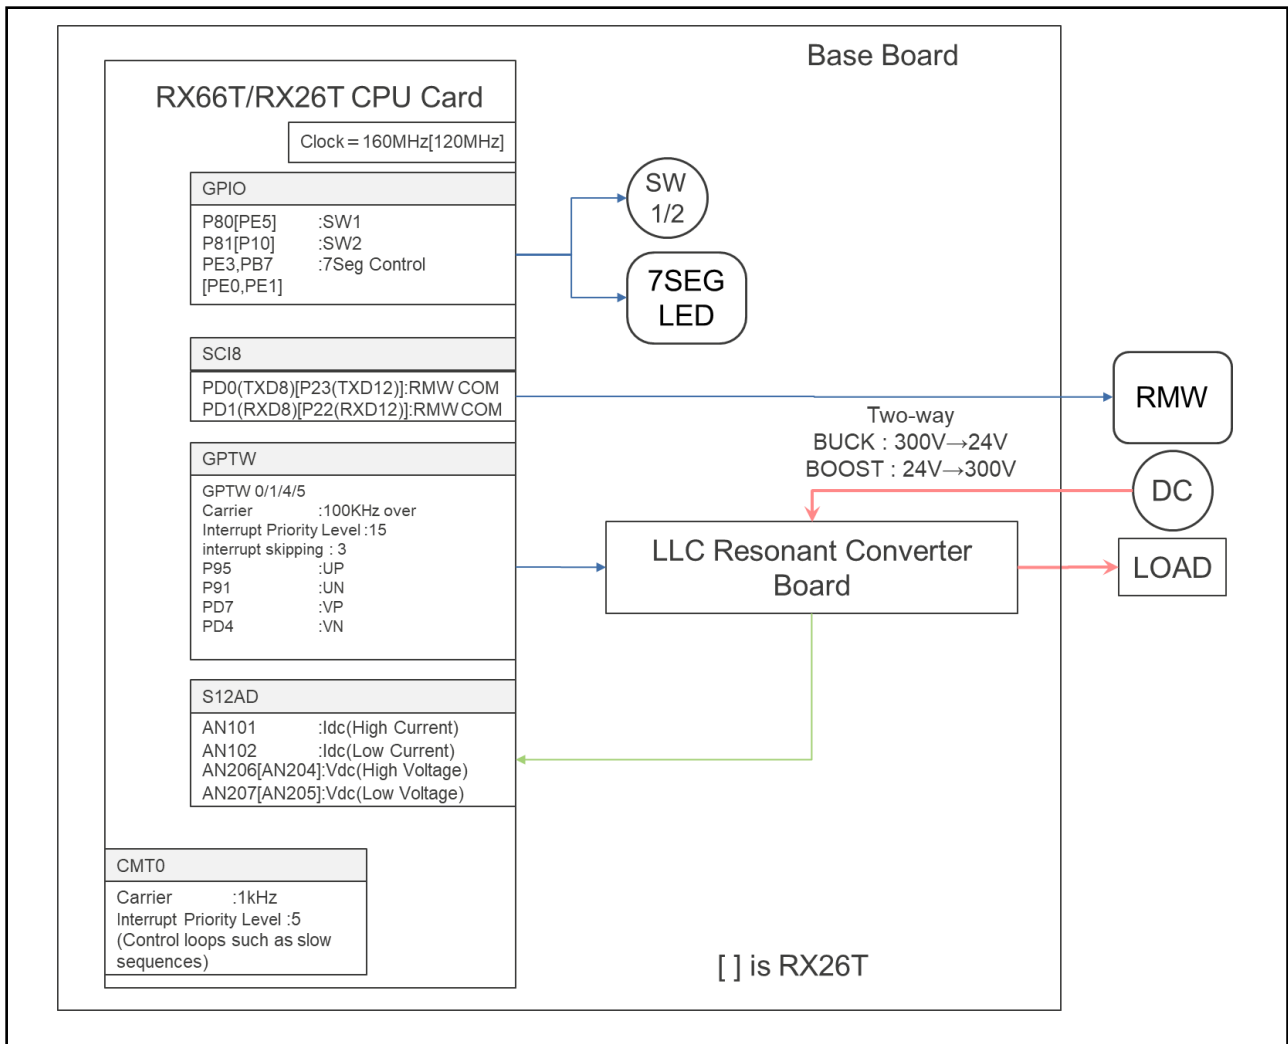 Base Board
RX66T/RX26T CPU Card
Clock=160MHz[120MHz]
GPIO
P80[PE5] :SW1
P81[P10] :SW2
PE3,PB7 :7Seg Control
[PE0,PE1]
SW
1/2
7SEG
LED
SCI8
PD0(TXD8)[P23(TXD12)]:RMW COM
PD1(RXD8)[P22(RXD12)]:RMW COM
RMW
Two-way
BUCK : 300V→24V
BOOST : 24V→300V
DC
LOAD
GPTW
GPTW 0/1/4/5
Carrier :100KHz over
Interrupt Priority Level :15
interrupt skipping : 3
P95 :UP
P91 :UN
PD7 :VP
PD4 :VN
LLC Resonant Converter
Board
S12AD
AN101 :Idc(High Current)
AN102 :Idc(Low Current)
AN206[AN204]:Vdc(High Voltage)
AN207[AN205]:Vdc(Low Voltage)
CMT0
Carrier :1kHz
Interrupt Priority Level :5
(Control loops such as slow
sequences)
[ ] is RX26T